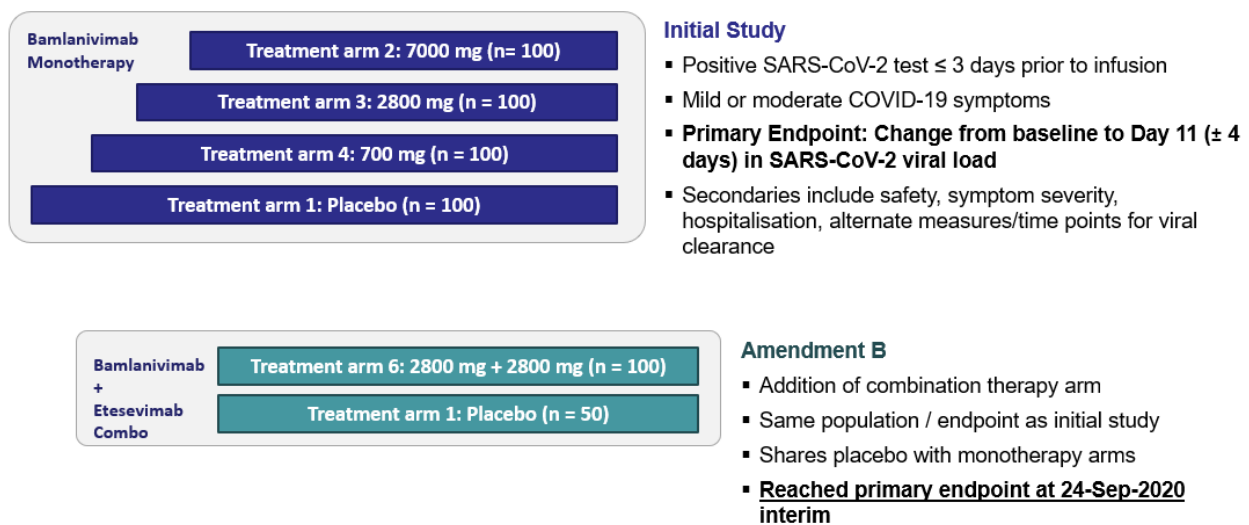 Bamlanivimab
Monotherapy
Treatment arm 2: 7000 mg (n= 100)
Treatment arm 3: 2800 mg (n = 100)
Treatment arm 4: 700 mg (n = 100)
Treatment arm 1: Placebo (n = 100)
Initial Study
▪ Positive SARS-CoV-2 test ≤ 3 days prior to infusion
▪ Mild or moderate COVID-19 symptoms
▪ Primary Endpoint: Change from baseline to Day 11 (± 4
days) in SARS-CoV-2 viral load
▪ Secondaries include safety, symptom severity,
hospitalisation, alternate measures/time points for viral
clearance
Bamlanivimab
+
Etesevimab
Combo
Treatment arm 6: 2800 mg + 2800 mg (n = 100)
Treatment arm 1: Placebo (n = 50)
Amendment B
▪ Addition of combination therapy arm
▪ Same population / endpoint as initial study
▪ Shares placebo with monotherapy arms
▪ Reached primary endpoint at 24-Sep-2020
interim